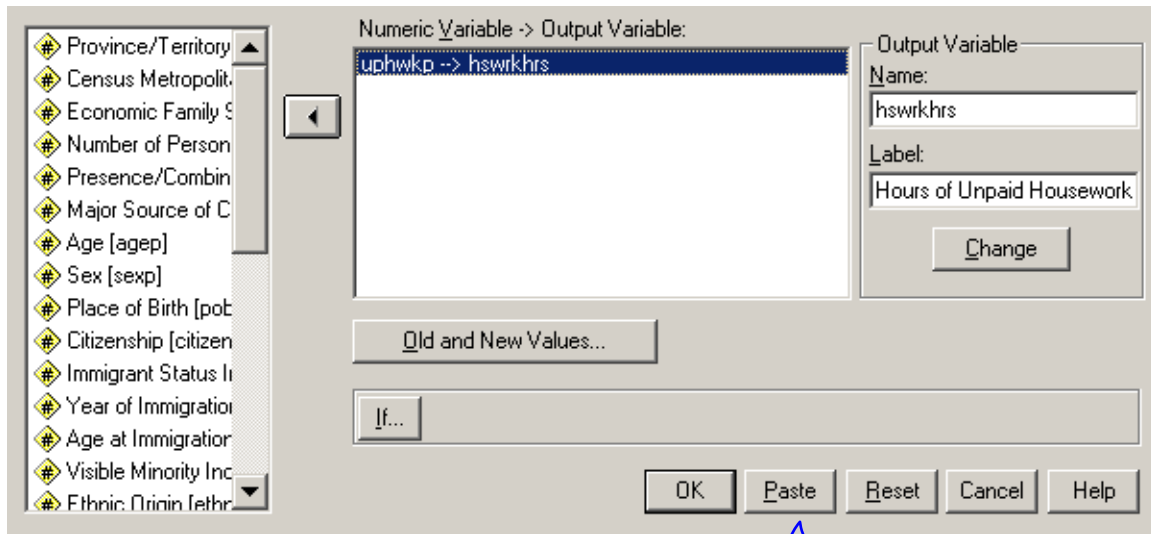 Province/Territory
Census Metropolit
Economic Family S
Number of Person
Presence/Combin
Major Source of C
Age [agep]
Sex [sexp]
Place of Birth [pob
Citizenship [citizen
Immigrant Status I
Year of Immigration
Age at Immigration
Visible Minority Inc
Ethnic Origin [ethn
Numeric Variable -> Output Variable:
uphwkp --> hswrkhrs
Old and New Values...
If...
Output Variable
Name:
hswrkhrs
Label:
Hours of Unpaid Housework
Change
OK Paste Reset Cancel Help